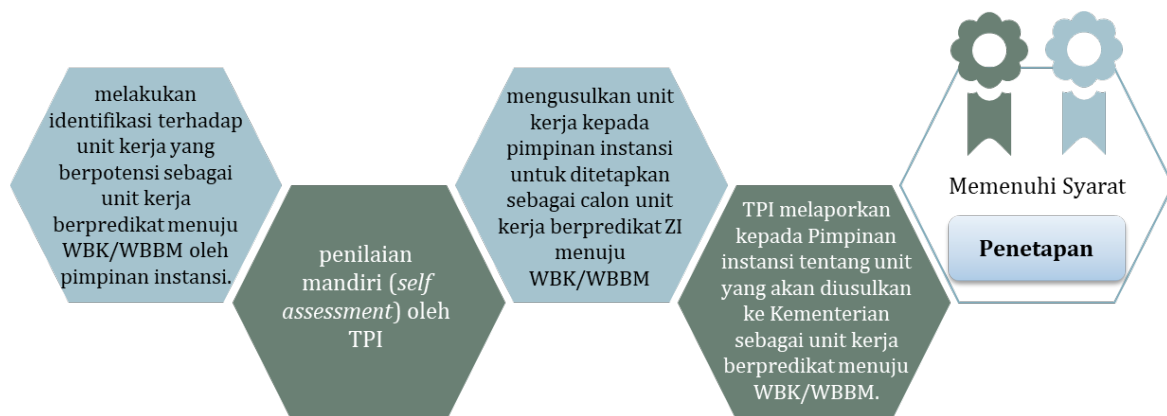 melakukan
identifikasi terhadap
unit kerja yang
berpotensi sebagai
unit kerja
berpredikat menuju
WBK/WBBM oleh
pimpinan instansi.
penilaian
mandiri (self
assessment) oleh
TPI
mengusulkan unit
kerja kepada
pimpinan instansi
untuk ditetapkan
sebagai calon unit
kerja berpredikat ZI
menuju
WBK/WBBM
TPI melaporkan
kepada Pimpinan
instansi tentang unit
yang akan diusulkan
ke Kementerian
sebagai unit kerja
berpredikat menuju
WBK/WBBM.
Memenuhi Syarat
Penetapan